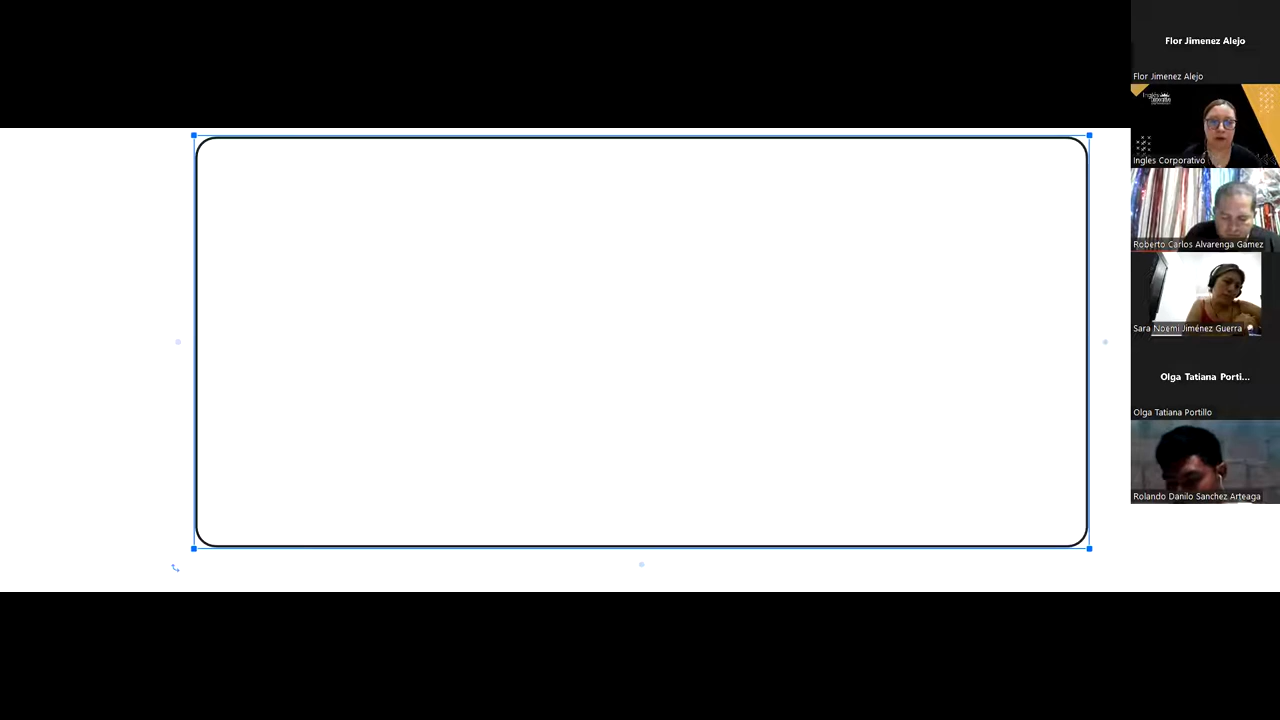 Flor Jimenez Alejo
Flor Jimenez Alejo
Ingles Corporativo
Roberto Carlos Alvarenga Gamez
Sara Noemi Jiménez Guerra
Olga Tatiana Porti...
Olga Tatiana Portillo
Rolando Danilo Sanchez Arteaga